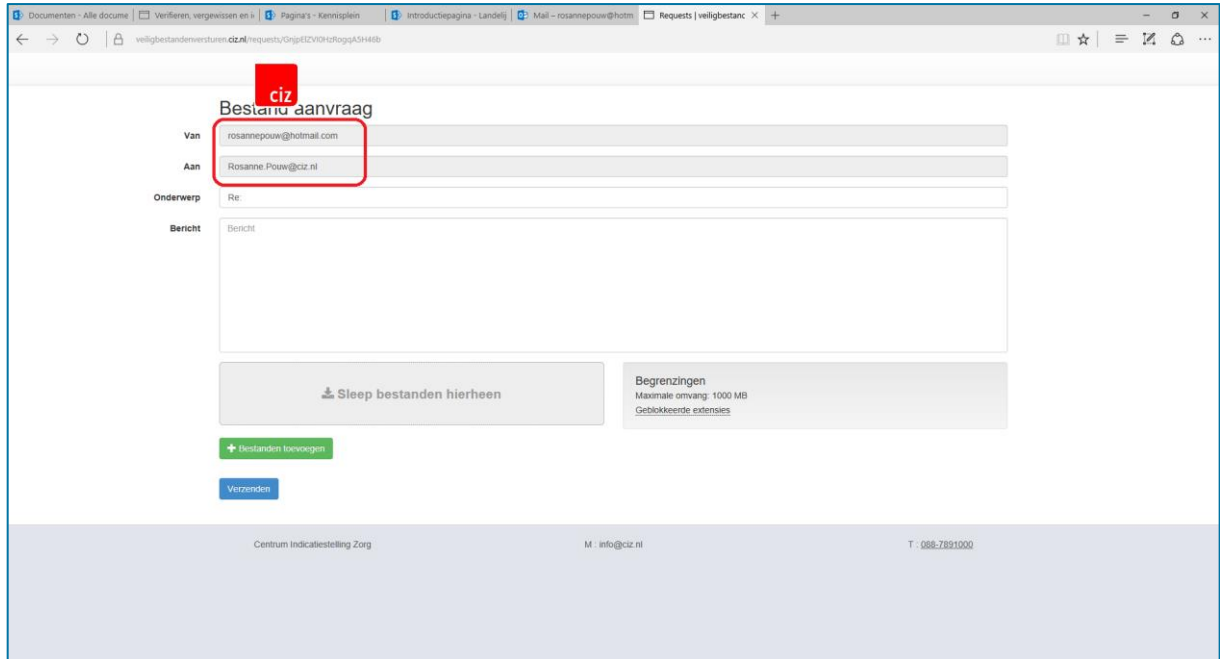 Documenten - Alle docume
Verifieren, vergewissen en i
Pagina's - Kennisplein
Introductiepagina - Landelij
Mail – rosannepouw@hotm
Requests | veiligbestanc
veiligbestandenversturen.ciz.nl/requests/
ciz
Bestand aanvraag
Van
rosannepouw@hotmail.com
Aan
Rosanne.Pouw@ciz.nl
Onderwerp
Re:
Bericht
Bericht
Sleep bestanden hierheen
Begrenzingen
Maximale omvang: 1000 MB
Geblokkeerde extensies
+ Bestanden toevoegen
Verzenden
Centrum Indicatiestelling Zorg
M : info@ciz.nl
T : 088-7891000